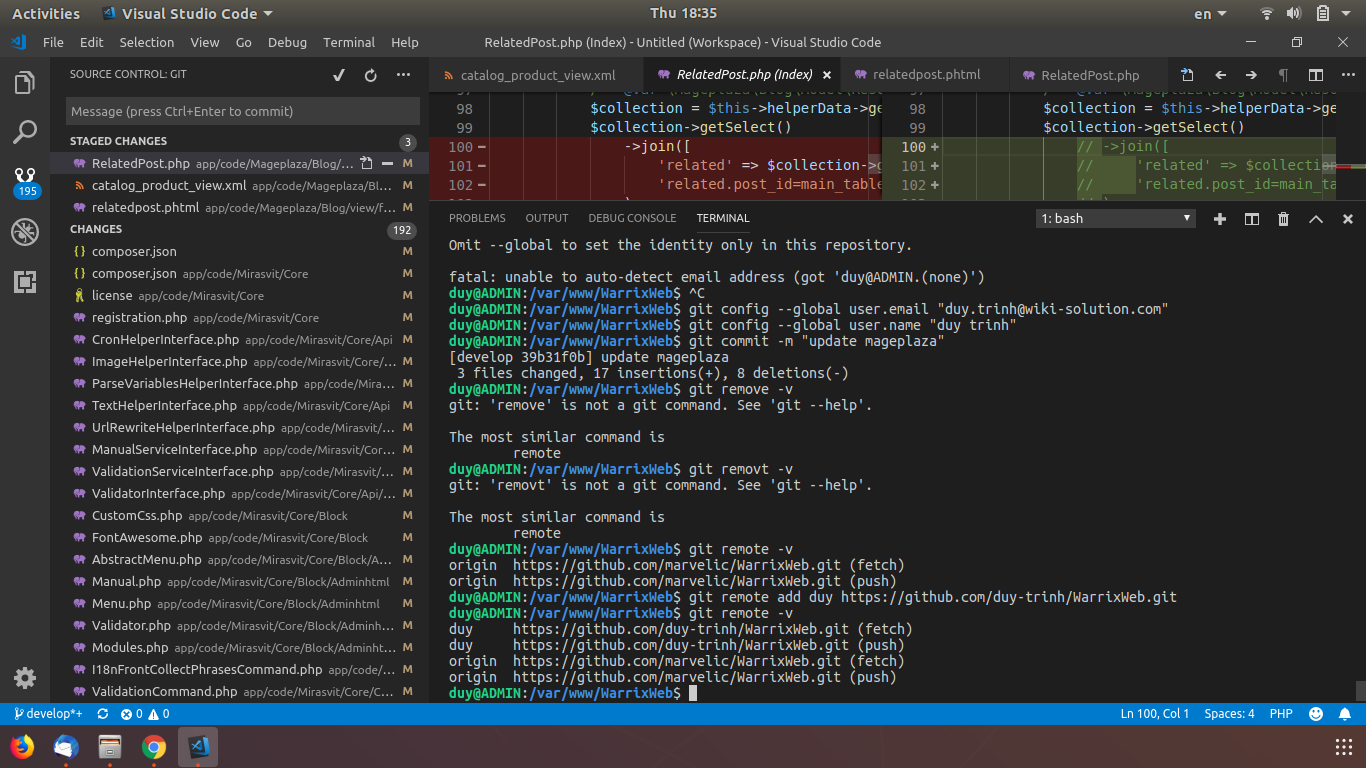 Activities
Visual Studio Code
Thu 18:35
en
File Edit Selection View Go Debug Terminal Help
RelatedPost.php (Index) - Untitled (Workspace) - Visual Studio Code
SOURCE CONTROL: GIT
Message (press Ctrl+Enter to commit)
STAGED CHANGES 3
RelatedPost.php app/code/Mageplaza/Blog/... M
catalog_product_view.xml app/code/Mageplaza/Bl... M
relatedpost.phtml app/code/Mageplaza/Blog/view/f... M
CHANGES 192
composer.json M
composer.json app/code/Mirasvit/Core M
license app/code/Mirasvit/Core M
registration.php app/code/Mirasvit/Core M
CronHelperInterface.php app/code/Mirasvit/Core/Api M
ImageHelperInterface.php app/code/Mirasvit/Core/... M
ParseVariablesHelperInterface.php app/code/Mira... M
TextHelperInterface.php app/code/Mirasvit/Core/Api M
UrlRewriteHelperInterface.php app/code/Mirasvit/... M
ManualServiceInterface.php app/code/Mirasvit/Cor... M
ValidationServiceInterface.php app/code/Mirasvit/... M
ValidatorInterface.php app/code/Mirasvit/Core/Api/... M
CustomCss.php app/code/Mirasvit/Core/Block M
FontAwesome.php app/code/Mirasvit/Core/Block M
AbstractMenu.php app/code/Mirasvit/Core/Block/A... M
Manual.php app/code/Mirasvit/Core/Block/Adminhtml M
Menu.php app/code/Mirasvit/Core/Block/Adminhtml M
Validator.php app/code/Mirasvit/Core/Block/Adminh... M
Modules.php app/code/Mirasvit/Core/Block/Adminht... M
I18nFrontCollectPhrasesCommand.php app/code/... M
ValidationCommand.php app/code/Mirasvit/Core/C... M
195
catalog_product_view.xml
RelatedPost.php (Index)
relatedpost.phtml
RelatedPost.php
98 $collection = $this->helperData->ge
99 $collection->getSelect()
100 - ->join([
101 - 'related' => $collection->g
102 - 'related.post_id=main_table
98 $collection = $this->helperData->ge
99 $collection->getSelect()
100 + // ->join([
101 + // 'related' => $collection
102 + // 'related.post_id=main_ta
PROBLEMS OUTPUT DEBUG CONSOLE TERMINAL
1: bash
Omit --global to set the identity only in this repository.
fatal: unable to auto-detect email address (got 'duy@ADMIN.(none)')
duy@ADMIN:/var/www/WarrixWeb$ ^C
duy@ADMIN:/var/www/WarrixWeb$ git config --global user.email "duy.trinh@wiki-solution.com"
duy@ADMIN:/var/www/WarrixWeb$ git config --global user.name "duy trinh"
duy@ADMIN:/var/www/WarrixWeb$ git commit -m "update mageplaza"
[develop 39b31f0b] update mageplaza
3 files changed, 17 insertions(+), 8 deletions(-)
duy@ADMIN:/var/www/WarrixWeb$ git remove -v
git: 'remove' is not a git command. See 'git --help'.
The most similar command is
remote
duy@ADMIN:/var/www/WarrixWeb$ git removt -v
git: 'removt' is not a git command. See 'git --help'.
The most similar command is
remote
duy@ADMIN:/var/www/WarrixWeb$ git remote -v
origin https://github.com/marvelic/WarrixWeb.git (fetch)
origin https://github.com/marvelic/WarrixWeb.git (push)
duy@ADMIN:/var/www/WarrixWeb$ git remote add duy https://github.com/duy-trinh/WarrixWeb.git
duy@ADMIN:/var/www/WarrixWeb$ git remote -v
duy https://github.com/duy-trinh/WarrixWeb.git (fetch)
duy https://github.com/duy-trinh/WarrixWeb.git (push)
origin https://github.com/marvelic/WarrixWeb.git (fetch)
origin https://github.com/marvelic/WarrixWeb.git (push)
duy@ADMIN:/var/www/WarrixWeb$
develop*+
0 0
Ln 100, Col 1
Spaces: 4
PHP